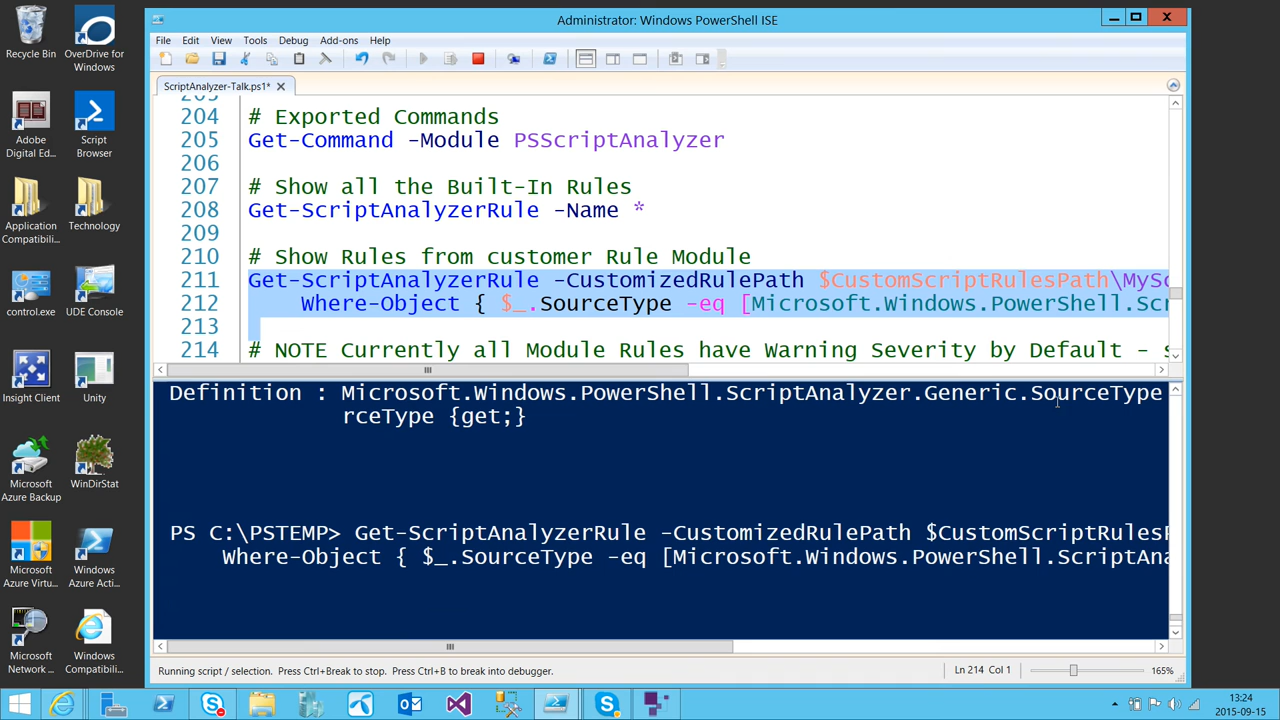 Administrator: Windows PowerShell ISE
File Edit View Tools Debug Add-ons Help
ScriptAnalyzer-Talk.ps1*
204 # Exported Commands
205 Get-Command -Module PSScriptAnalyzer
206
207 # Show all the Built-In Rules
208 Get-ScriptAnalyzerRule -Name *
209
210 # Show Rules from customer Rule Module
211 Get-ScriptAnalyzerRule -CustomizedRulePath $CustomScriptRulesPath\MySc
212 Where-Object { $_.SourceType -eq [Microsoft.Windows.PowerShell.Scr
213
214 # NOTE Currently all Module Rules have Warning Severity by Default - s
Definition : Microsoft.Windows.PowerShell.ScriptAnalyzer.Generic.SourceType
rceType {get;}
PS C:\PSTEMP> Get-ScriptAnalyzerRule -CustomizedRulePath $CustomScriptRulesP
Where-Object { $_.SourceType -eq [Microsoft.Windows.PowerShell.ScriptAna
Running script / selection. Press Ctrl+Break to stop. Press Ctrl+B to break into debugger.
Ln 214 Col 1
165%
Recycle Bin
OverDrive for
Windows
Adobe
Digital Ed...
Script
Browser
Application
Compatibili...
Technology
control.exe
UDE Console
Insight Client
Unity
Microsoft
Azure Backup
WinDirStat
Microsoft
Azure Virtu...
Windows
Azure Acti...
Microsoft
Network ...
Windows
Compatibili...
13:24
2015-09-15